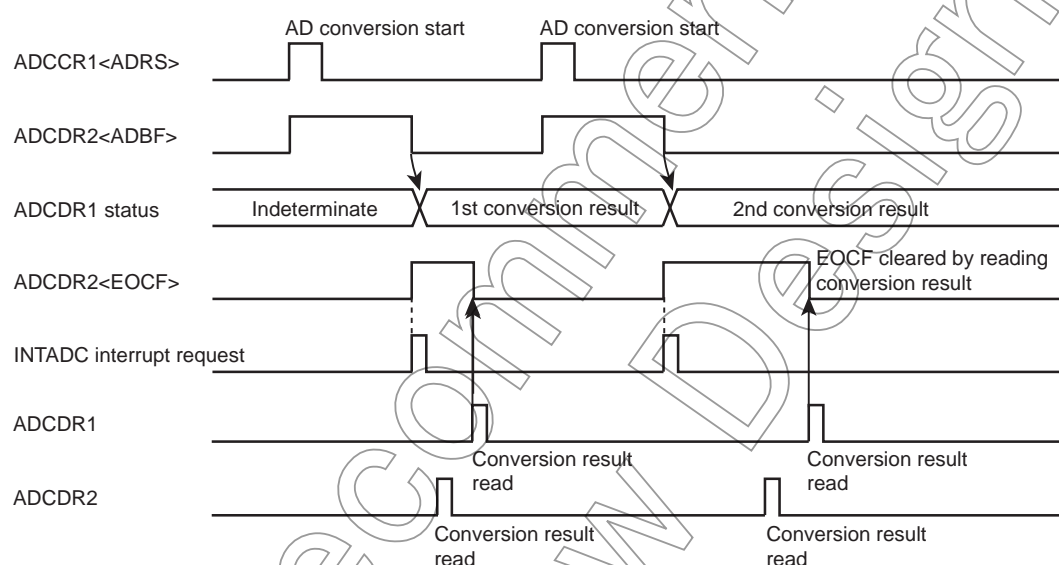 AD conversion start
AD conversion start
ADCCR1<ADRS>
ADCDR2<ADBF>
ADCDR1 status
Indeterminate
1st conversion result
2nd conversion result
ADCDR2<EOCF>
EOCF cleared by reading
conversion result
INTADC interrupt request
ADCDR1
Conversion result
read
Conversion result
read
ADCDR2
Conversion result
read
Conversion result
read